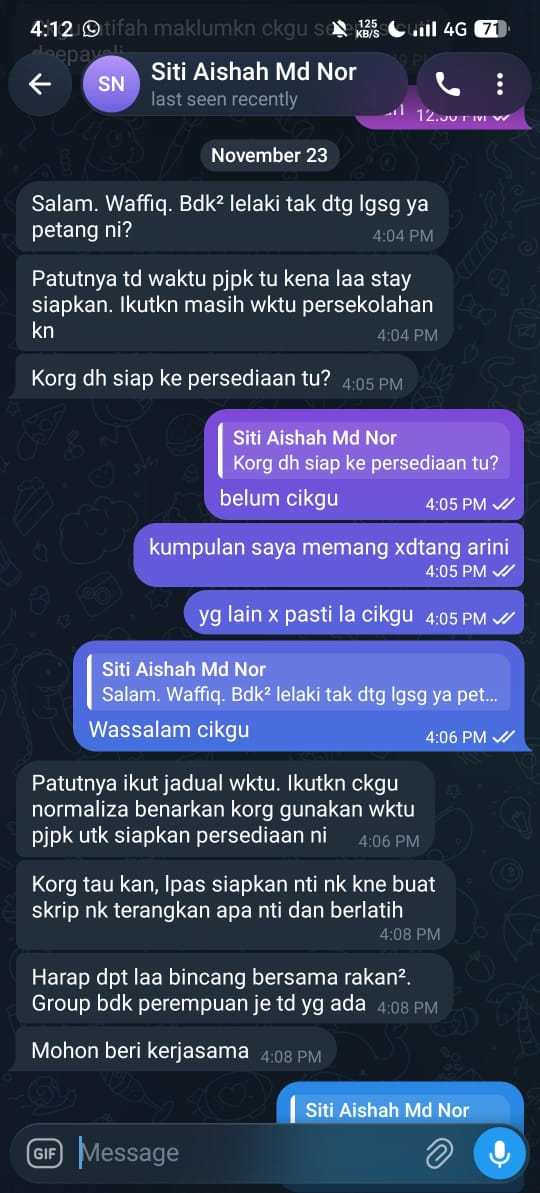 4:12
125
KB/S
4G
71
SN
Siti Aishah Md Nor
last seen recently
12:50 PM
November 23
Salam. Waffiq. Bdk² lelaki tak dtg lgsg ya
petang ni?
4:04 PM
Patutnya td waktu pjpk tu kena laa stay
siapkan. Ikutkn masih wktu persekolahan
kn
4:04 PM
Korg dh siap ke persediaan tu?
4:05 PM
Siti Aishah Md Nor
Korg dh siap ke persediaan tu?
belum cikgu
4:05 PM
kumpulan saya memang xdtang arini
4:05 PM
yg lain x pasti la cikgu
4:05 PM
Siti Aishah Md Nor
Salam. Waffiq. Bdk² lelaki tak dtg lgsg ya pet...
Wassalam cikgu
4:06 PM
Patutnya ikut jadual wktu. Ikutkn ckgu
normaliza benarkan korg gunakan wktu
pjpk utk siapkan persediaan ni
4:06 PM
Korg tau kan, lpas siapkan nti nk kne buat
skrip nk terangkan apa nti dan berlatih
4:08 PM
Harap dpt laa bincang bersama rakan².
Group bdk perempuan je td yg ada
4:08 PM
Mohon beri kerjasama
4:08 PM
Siti Aishah Md Nor
GIF
Message